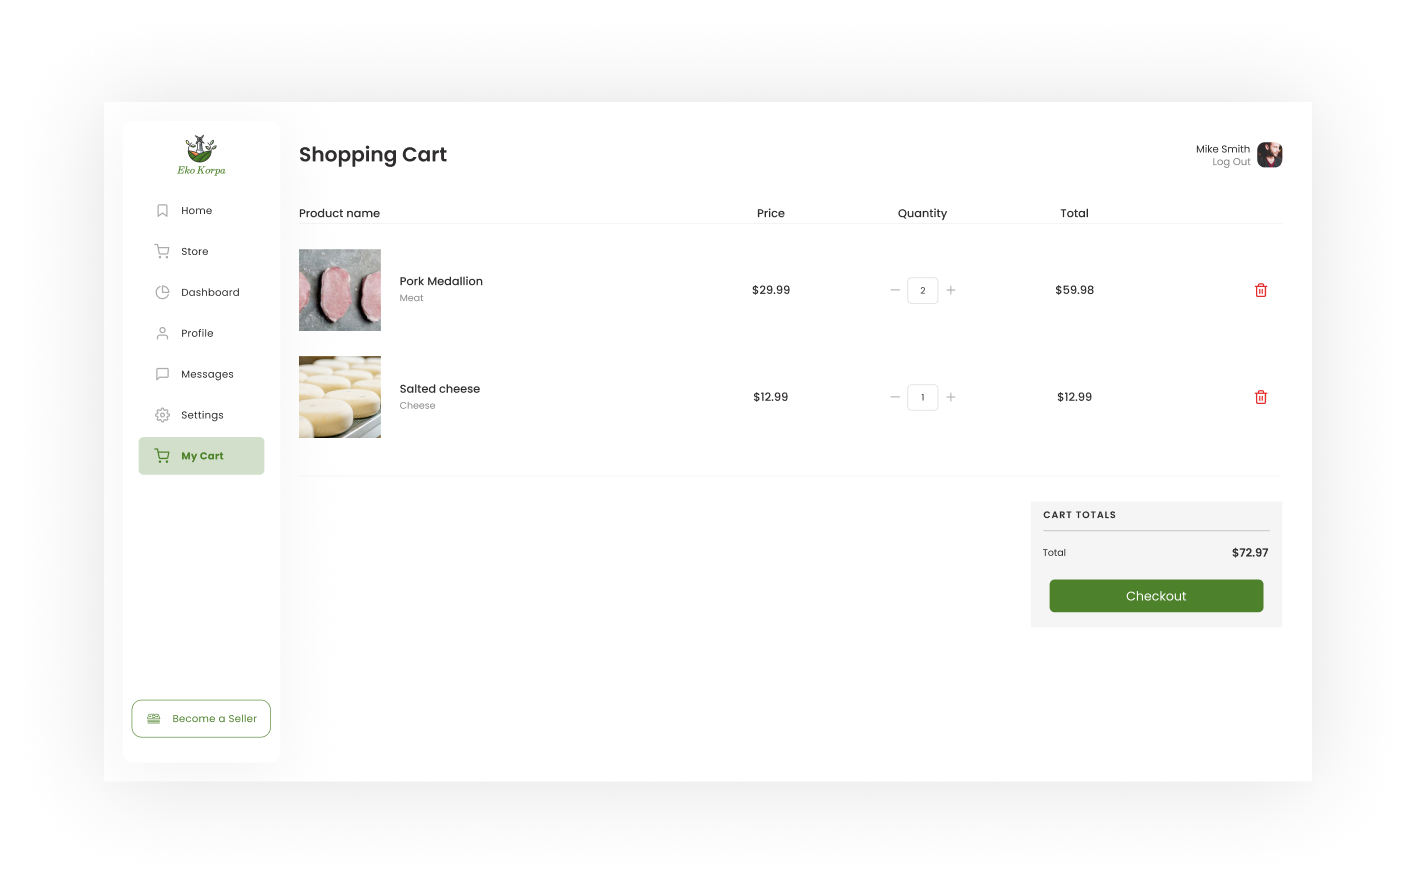 Eko Korpa
Home
Store
Dashboard
Profile
Messages
Settings
My Cart
Become a Seller
Shopping Cart
Mike Smith
Log Out
Product name Price Quantity Total
Pork Medallion
Meat
$29.99 2 $59.98
Salted cheese
Cheese
$12.99 1 $12.99
CART TOTALS
Total $72.97
Checkout